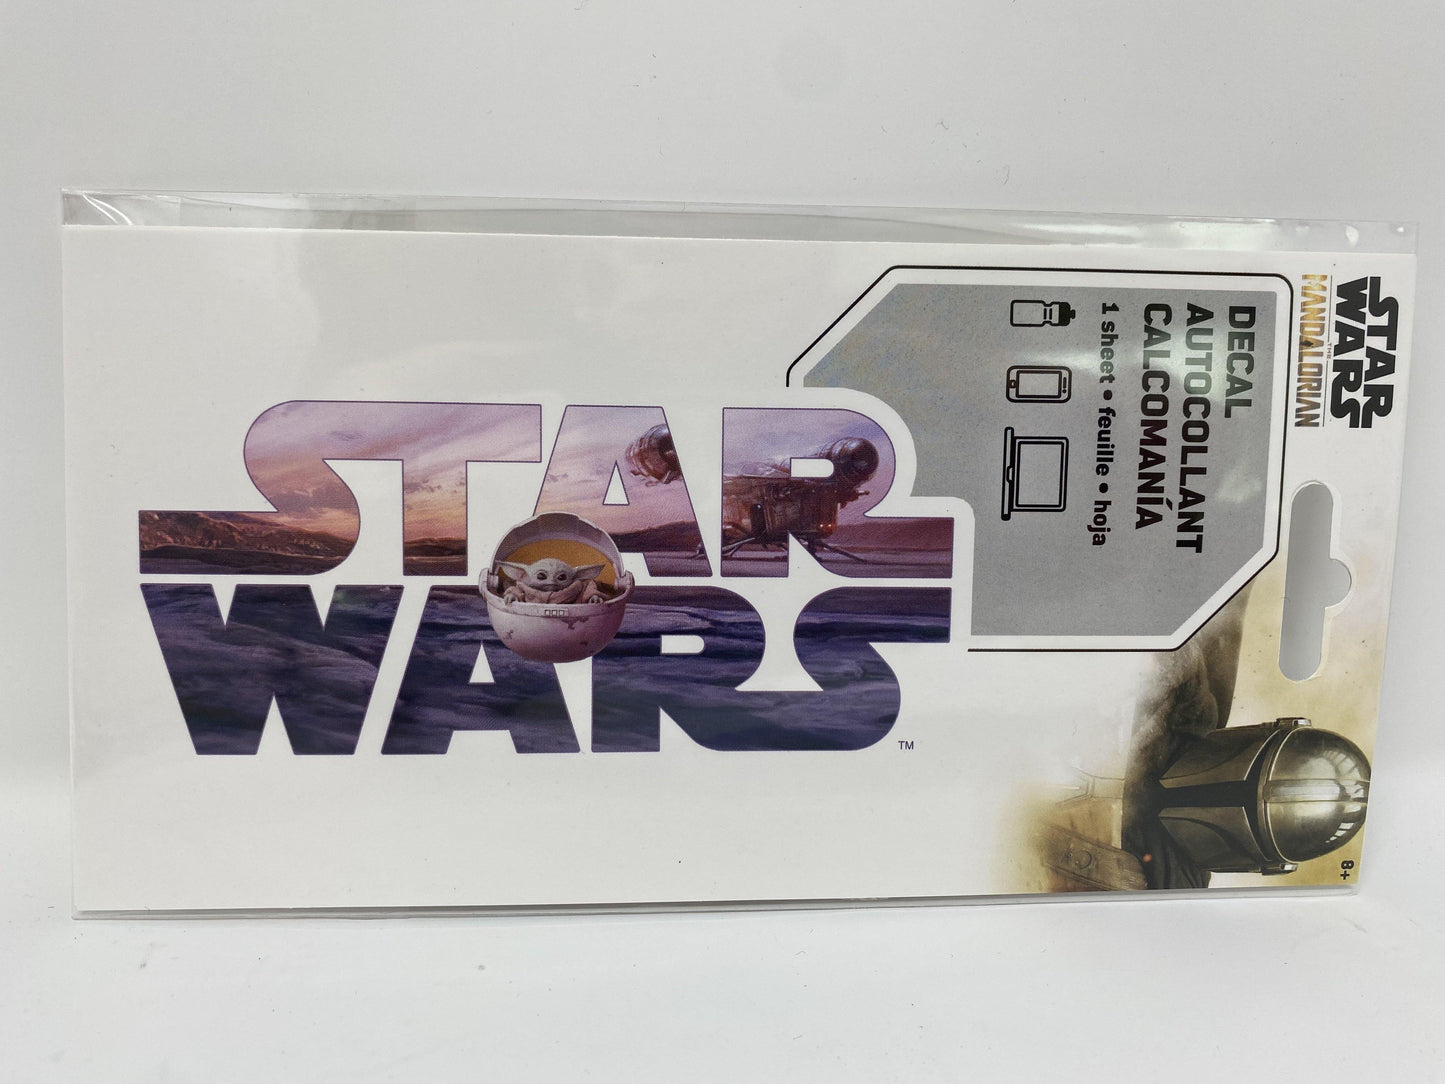 STAR
WARS
TM
STAR
WARS
THE
MANDALORIAN
DECAL
AUTOCOLLANT
CALCOMANÍA
1 sheet • feuille • hoja
8+